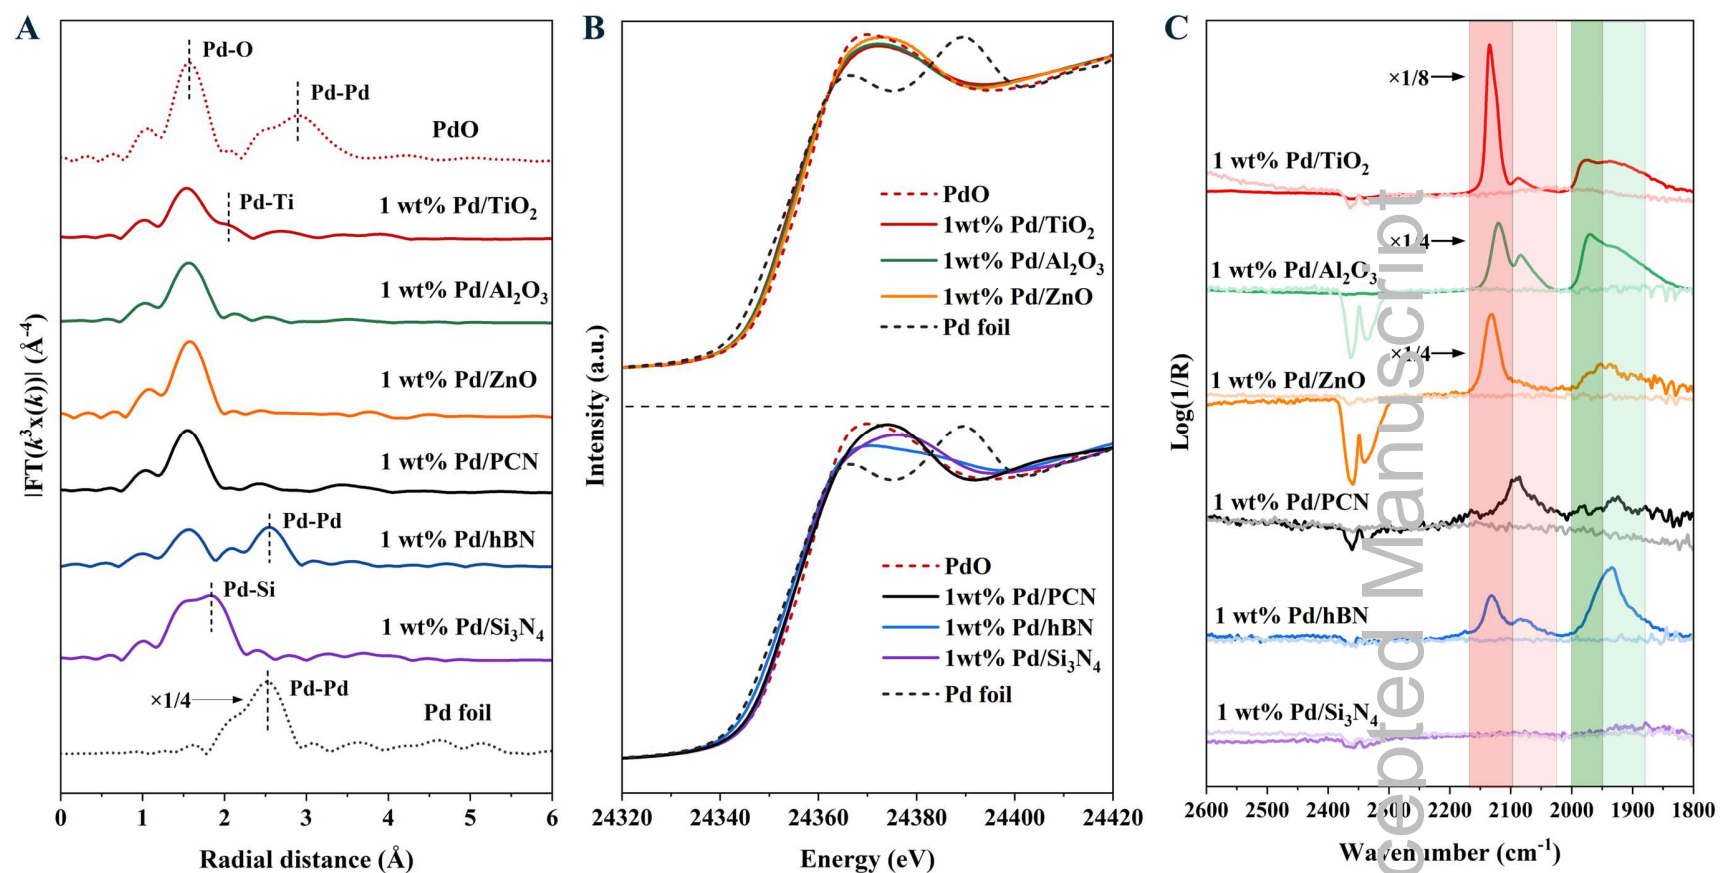 A
Pd-O
Pd-Pd
PdO
Pd-Ti
1 wt% Pd/TiO₂
1 wt% Pd/Al₂O₃
1 wt% Pd/ZnO
1 wt% Pd/PCN
Pd-Pd
1 wt% Pd/hBN
Pd-Si
1 wt% Pd/Si₃N₄
×1/4
Pd-Pd
Pd foil
|FT(k³x(k))| (Å⁻⁴)
0 1 2 3 4 5 6
Radial distance (Å)
B
PdO
1wt% Pd/TiO₂
1wt% Pd/Al₂O₃
1wt% Pd/ZnO
Pd foil
PdO
1wt% Pd/PCN
1wt% Pd/hBN
1wt% Pd/Si₃N₄
Pd foil
Intensity (a.u.)
24320 24340 24360 24380 24400 24420
Energy (eV)
C
×1/8
1 wt% Pd/TiO₂
×1/4
1 wt% Pd/Al₂O₃
×1/4
1 wt% Pd/ZnO
1 wt% Pd/PCN
1 wt% Pd/hBN
1 wt% Pd/Si₃N₄
Log(1/R)
2600 2500 2400 2300 2200 2100 2000 1900 1800
Wavenumber (cm⁻¹)
cepted Manuscript